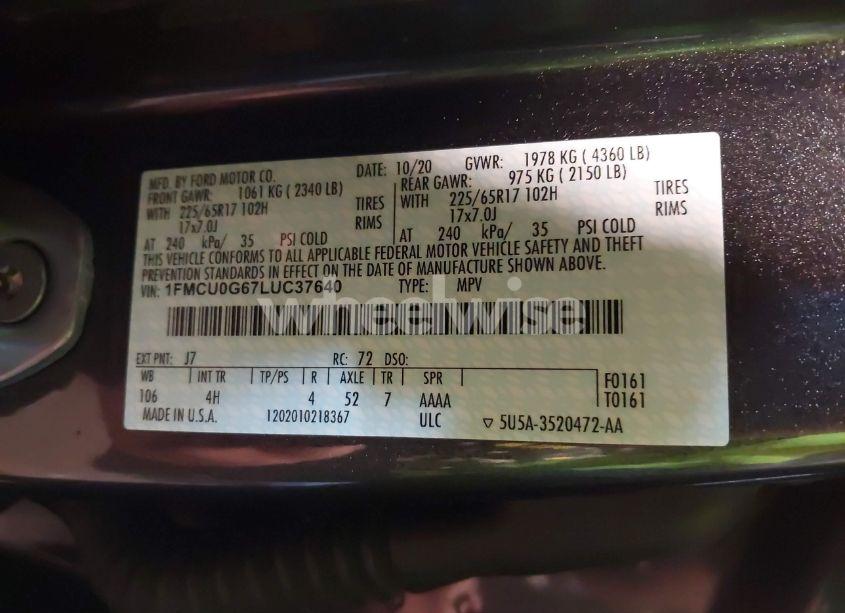 MFD. BY FORD MOTOR CO. DATE: 10/20 GVWR: 1978 KG ( 4360 LB)
FRONT GAWR: 1061 KG ( 2340 LB) REAR GAWR: 975 KG ( 2150 LB)
WITH 225/65R17 102H TIRES WITH 225/65R17 102H TIRES
17x7.0J RIMS 17x7.0J RIMS
AT 240 kPa/ 35 PSI COLD AT 240 kPa/ 35 PSI COLD
THIS VEHICLE CONFORMS TO ALL APPLICABLE FEDERAL MOTOR VEHICLE SAFETY AND THEFT
PREVENTION STANDARDS IN EFFECT ON THE DATE OF MANUFACTURE SHOWN ABOVE.
VIN: 1FMCU0G67LUC37640 TYPE: MPV
wheelwise
EXT PNT: J7 RC: 72 DSO:
WB INT TR TP/PS R AXLE TR SPR F0161
106 4H 4 52 7 AAAA T0161
MADE IN U.S.A. 1202010218367 ULC ▽ 5U5A-3520472-AA